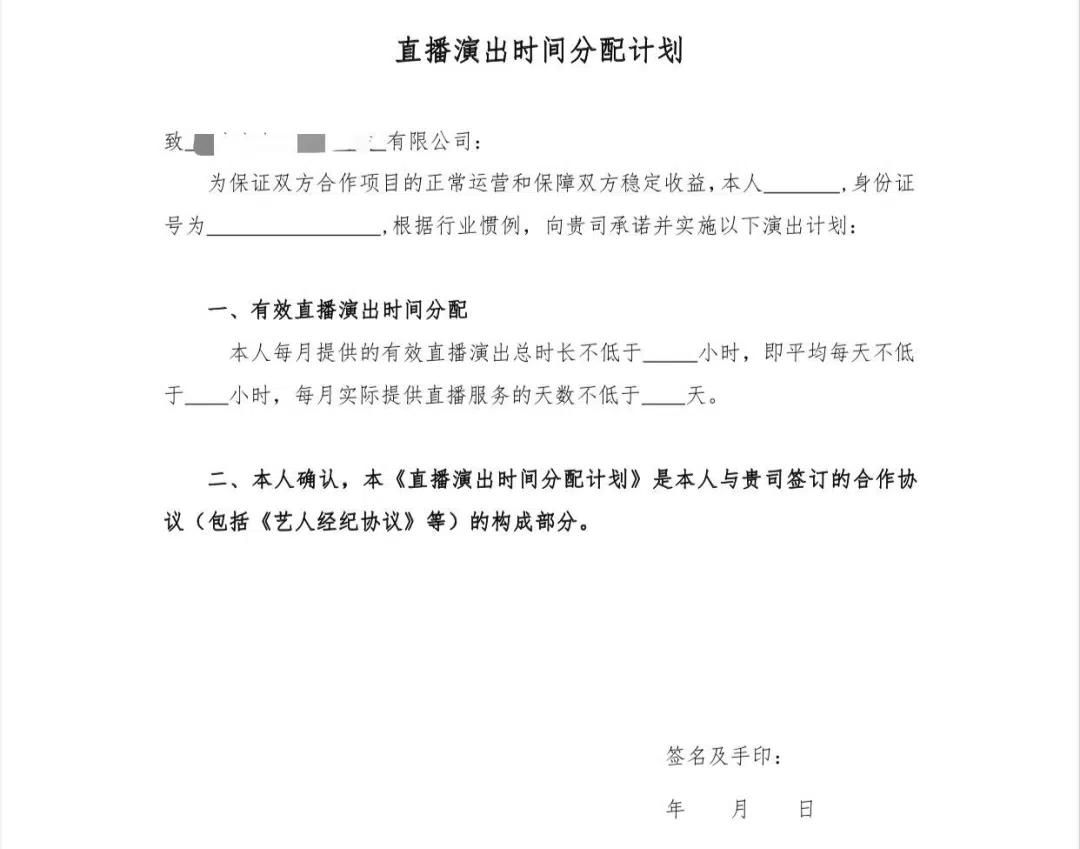 直播演出时间分配计划
致 有限公司：
为保证双方合作项目的正常运营和保障双方稳定收益，本人_______，身份证
号为________________，根据行业惯例，向贵司承诺并实施以下演出计划：
一、有效直播演出时间分配
本人每月提供的有效直播演出总时长不低于_____小时，即平均每天不低
于____小时，每月实际提供直播服务的天数不低于____天。
二、本人确认，本《直播演出时间分配计划》是本人与贵司签订的合作协
议（包括《艺人经纪协议》等）的构成部分。
签名及手印：
年 月 日